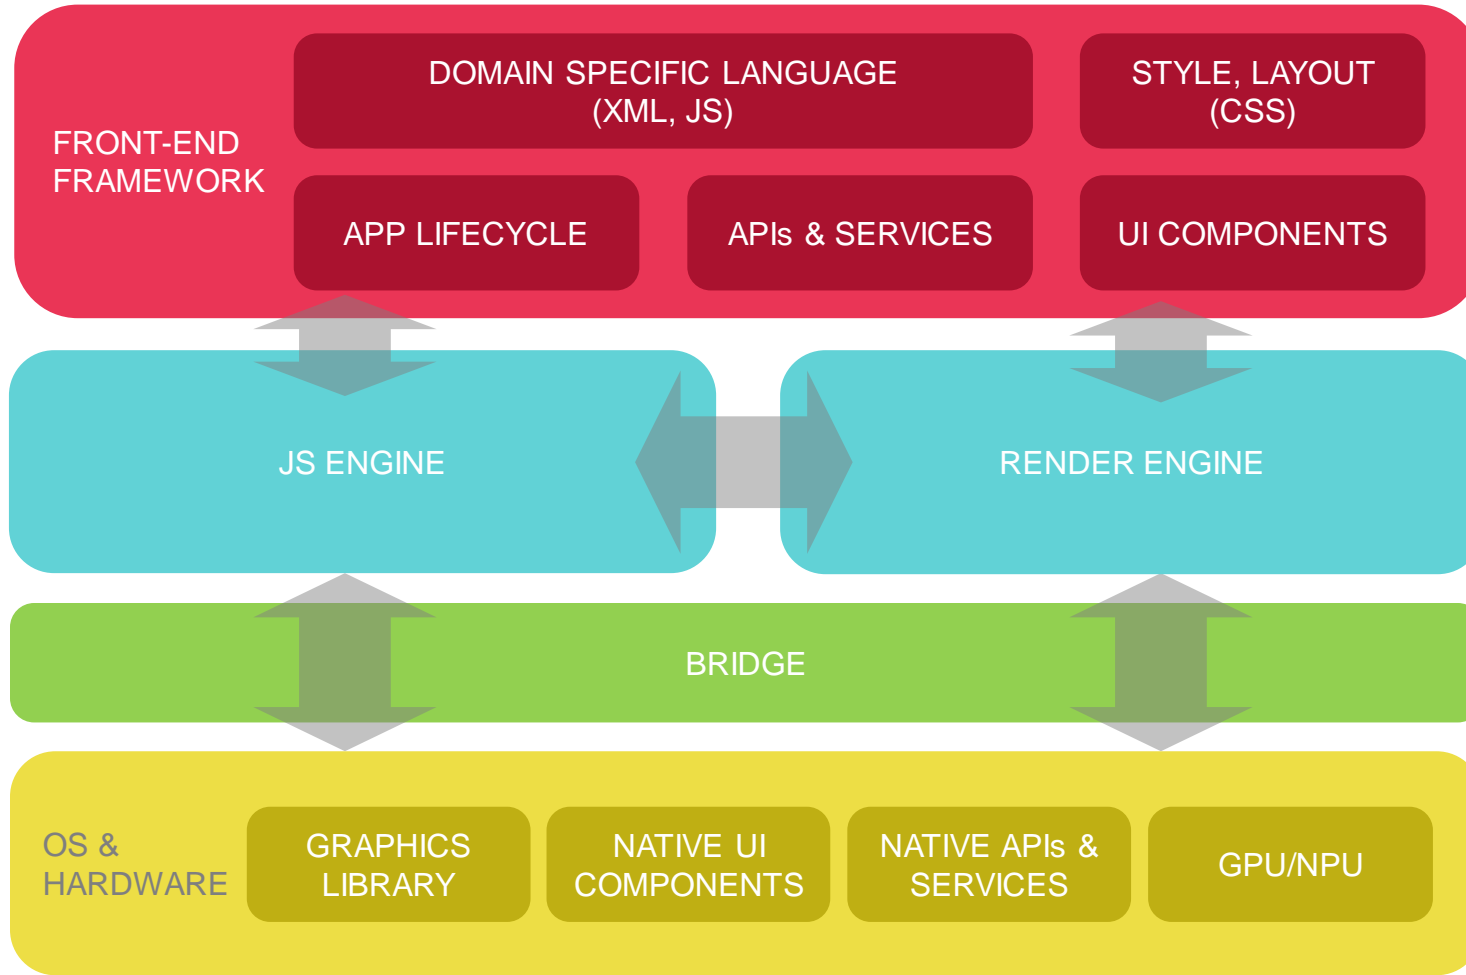 FRONT-END
FRAMEWORK
DOMAIN SPECIFIC LANGUAGE
(XML, JS)
STYLE, LAYOUT
(CSS)
APP LIFECYCLE
APIs & SERVICES
UI COMPONENTS
JS ENGINE
RENDER ENGINE
BRIDGE
OS &
HARDWARE
GRAPHICS
LIBRARY
NATIVE UI
COMPONENTS
NATIVE APIs &
SERVICES
GPU/NPU